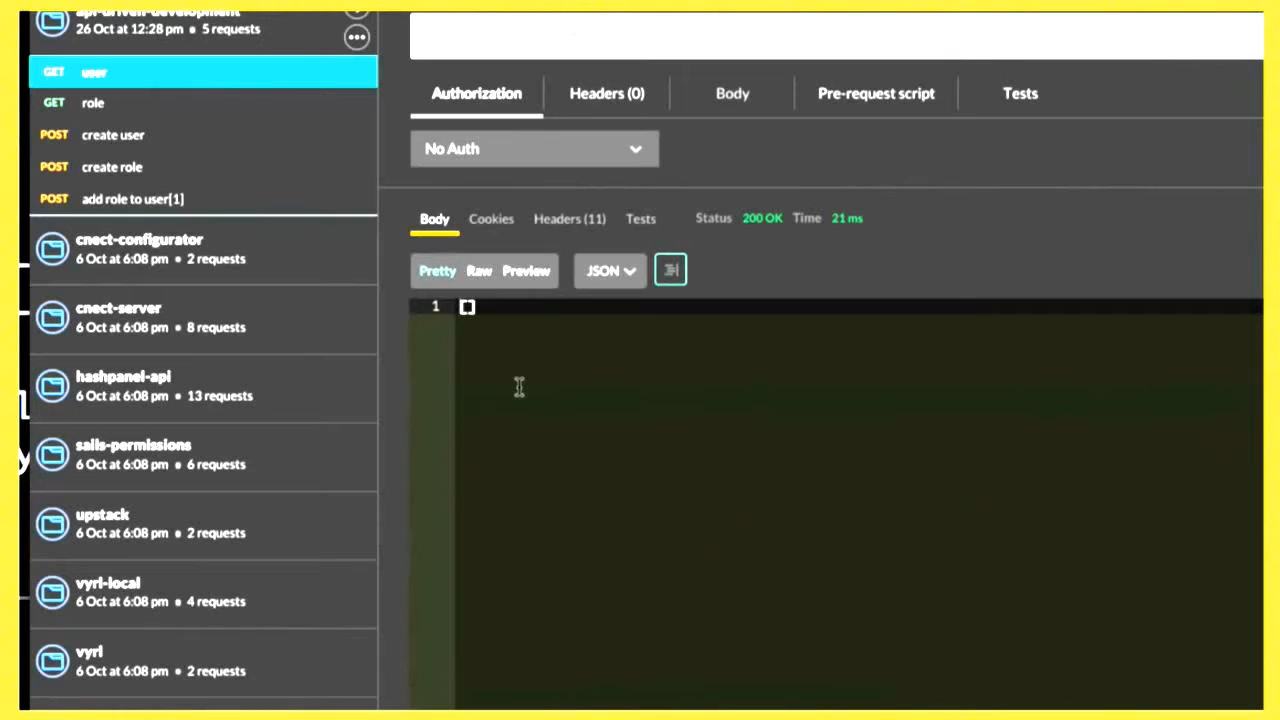 api-driven-development
26 Oct at 12:28 pm • 5 requests
GET user
GET role
POST create user
POST create role
POST add role to user[1]
cnect-configurator
6 Oct at 6:08 pm • 2 requests
cnect-server
6 Oct at 6:08 pm • 8 requests
hashpanel-api
6 Oct at 6:08 pm • 13 requests
sails-permissions
6 Oct at 6:08 pm • 6 requests
upstack
6 Oct at 6:08 pm • 2 requests
vyrl-local
6 Oct at 6:08 pm • 4 requests
vyrl
6 Oct at 6:08 pm • 2 requests
Authorization Headers (0) Body Pre-request script Tests
No Auth
Body Cookies Headers (11) Tests Status 200 OK Time 21 ms
Pretty Raw Preview JSON
1 []